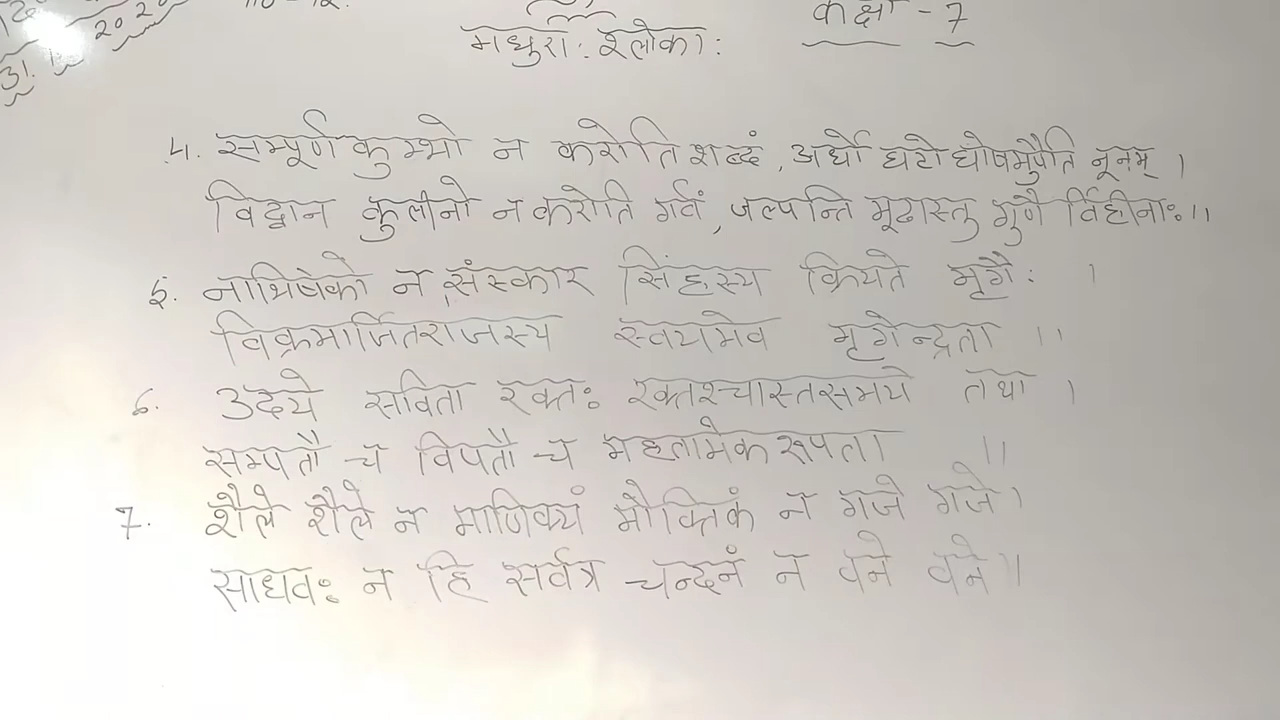 2020
31.
मधुराः श्लोकाः कक्षा - 7
4. सम्पूर्ण कुम्भो न करोति शब्दं, अर्धो घटो घोषमुपैति नूनम् ।
विद्वान कुलीनो न करोति गर्वं, जल्पन्ति मूढास्तु गुणै र्विहीनाः ॥
5. नाभिषेको न संस्कार सिंहस्य क्रियते मृगैः ।
विक्रमार्जितराजस्य स्वयमेव मृगेन्द्रता ॥
6. उदये सविता रक्तः रक्तश्चास्तसमये तथा ।
सम्पतौ च विपतौ च महतामेकरूपता ॥
7. शैले शैले न माणिक्यं मौक्तिकं न गजे गजे ।
साधवः न हि सर्वत्र चन्दनं न वने वने ॥